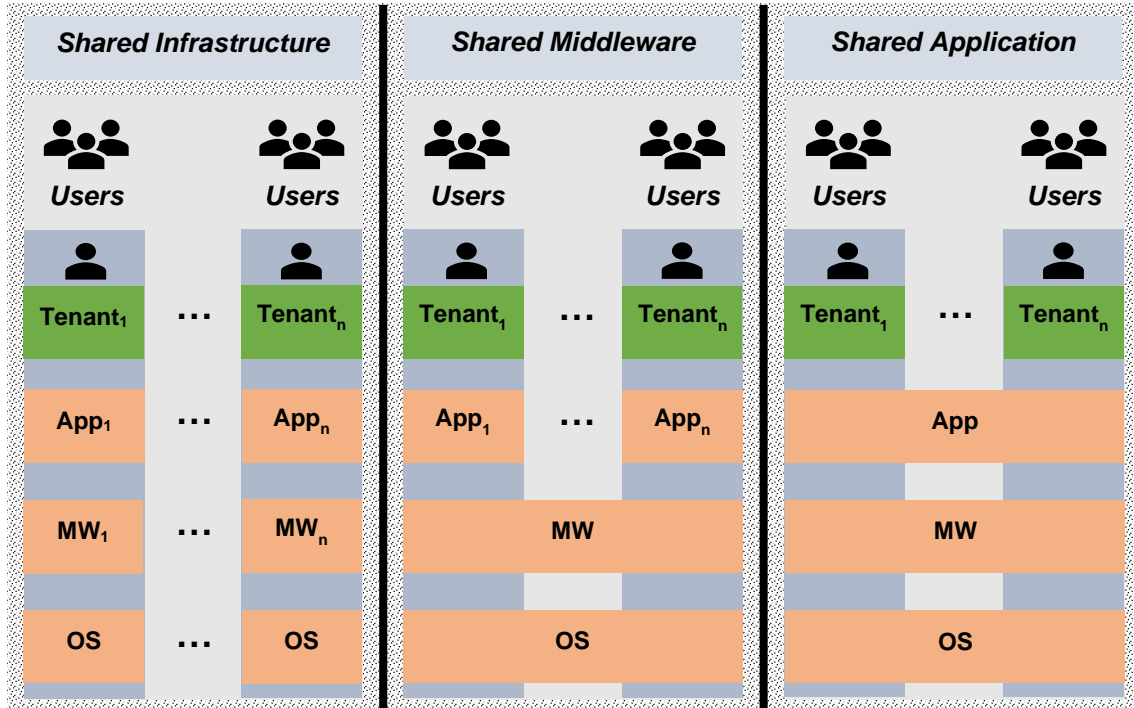 Shared Infrastructure
Shared Middleware
Shared Application
Users Users Users Users Users Users
Tenant₁ ... Tenantₙ Tenant₁ ... Tenantₙ Tenant₁ ... Tenantₙ
App₁ ... Appₙ App₁ ... Appₙ App
MW₁ ... MWₙ MW MW
OS ... OS OS OS